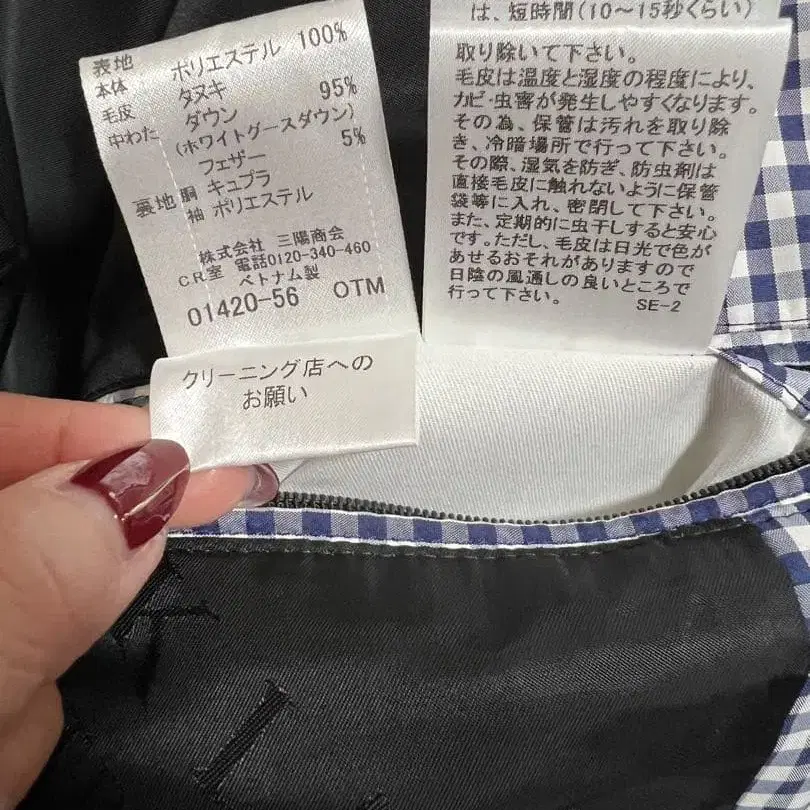 表地
本体 ポリエステル 100%
毛皮 タヌキ
中わた ダウン 95%
(ホワイトグースダウン)
フェザー 5%
裏地 胴 キュプラ
袖 ポリエステル
株式会社 三陽商会
C.R.室 電話0120-340-460
ベトナム製
01420-56 OTM
クリーニング店への
お願い
は、短時間(10〜15秒くらい)
取り除いて下さい。
毛皮は温度と湿度の程度により、
カビ・虫害が発生しやすくなります。
その為、保管は汚れを取り除
き、冷暗場所で行って下さい。
その際、湿気を防ぎ、防虫剤は
直接毛皮に触れないように保管
袋等に入れ、密閉して下さい。
また、定期的に虫干しすると安心
です。ただし、毛皮は日光で色が
あせるおそれがありますので
日陰の風通しの良いところで
行って下さい。 SE-2